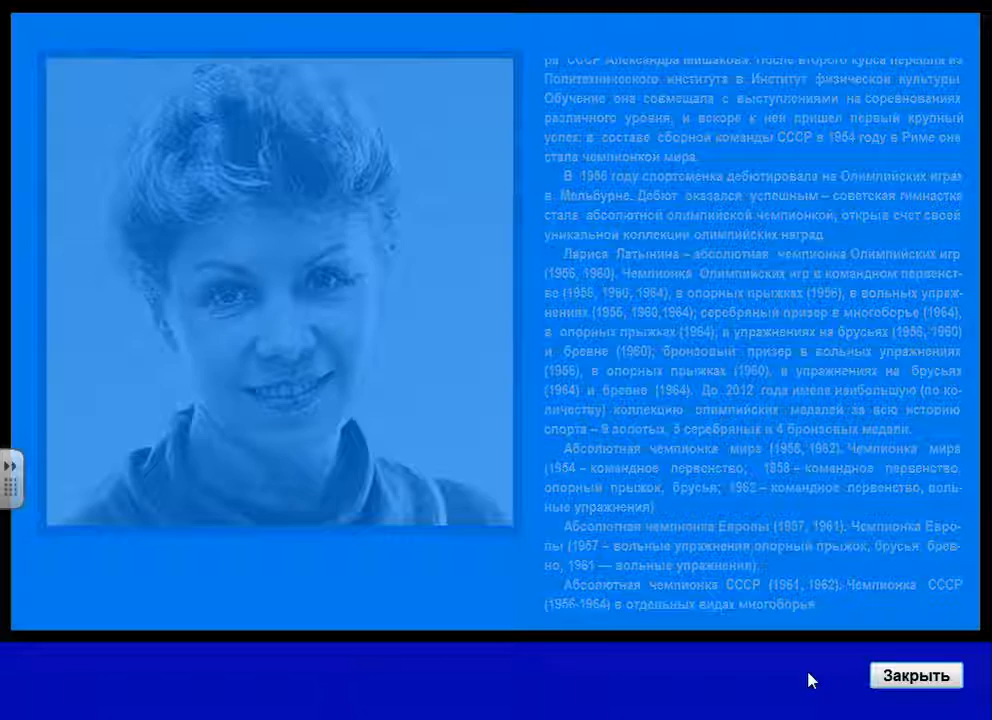 ра СССР Александра Мишакова. После второго курса перешла из
Политехнического института в Институт физической культуры.
Обучение она совмещала с выступлениями на соревнованиях
различного уровня, и вскоре к ней пришел первый крупный
успех: в составе сборной команды СССР в 1954 году в Риме она
стала чемпионкой мира.
В 1956 году спортсменка дебютировала на Олимпийских играх
в Мельбурне. Дебют оказался успешным – советская гимнастка
стала абсолютной олимпийской чемпионкой, открыв счет своей
уникальной коллекции олимпийских наград.
Лариса Латынина – абсолютная чемпионка Олимпийских игр
(1956, 1960). Чемпионка Олимпийских игр в командном первенст-
ве (1956, 1960, 1964), в опорных прыжках (1956), в вольных упраж-
нениях (1956, 1960,1964); серебряный призер в многоборье (1964),
в опорных прыжках (1964), в упражнениях на брусьях (1956, 1960)
и бревне (1960); бронзовый призер в вольных упражнениях
(1956), в опорных прыжках (1960), в упражнениях на брусьях
(1964) и бревне (1964). До 2012 года имела наибольшую (по ко-
личеству) коллекцию олимпийских медалей за всю историю
спорта – 9 золотых, 5 серебряных и 4 бронзовых медали.
Абсолютная чемпионка мира (1958, 1962). Чемпионка мира
(1954 – командное первенство; 1958 – командное первенство,
опорный прыжок, брусья; 1962 – командное первенство, воль-
ные упражнения)
Абсолютная чемпионка Европы (1957, 1961). Чемпионка Евро-
пы (1957 – вольные упражнения опорный прыжок, брусья, брев-
но, 1961 — вольные упражнения).
Абсолютная чемпионка СССР (1961, 1962). Чемпионка СССР
(1956-1964) в отдельных видах многоборья
Закрыть